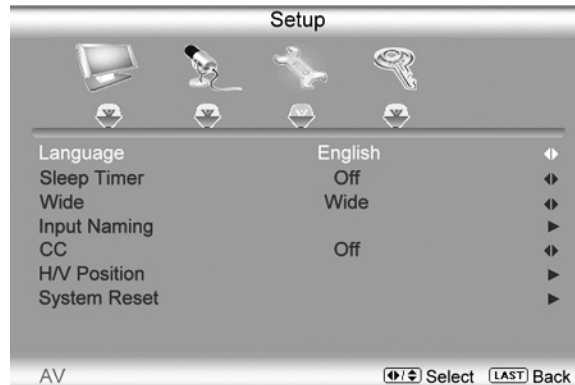 Setup
Language English
Sleep Timer Off
Wide Wide
Input Naming
CC Off
H/V Position
System Reset
AV Select LAST Back